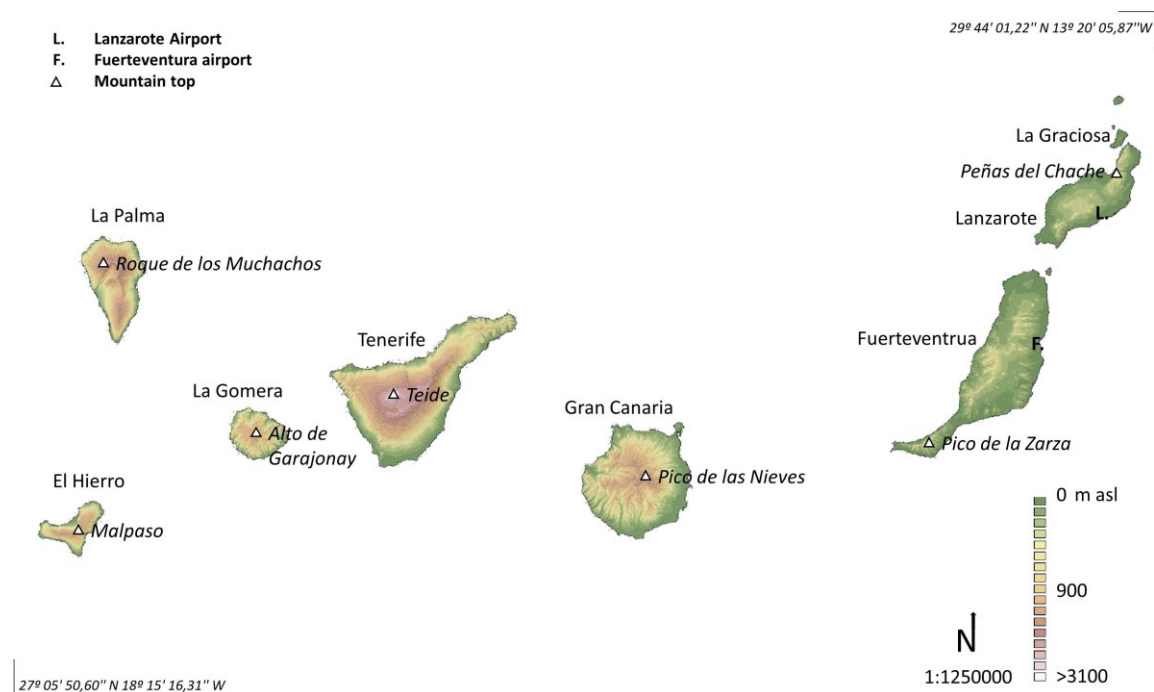 L. Lanzarote Airport
F. Fuerteventura airport
△ Mountain top
29º 44' 01,22'' N 13º 20' 05,87''W
La Graciosa
Peñas del Chache
Lanzarote
L.
La Palma
Roque de los Muchachos
Fuerteventrua
F.
Tenerife
Teide
La Gomera
Alto de
Garajonay
Gran Canaria
Pico de las Nieves
Pico de la Zarza
El Hierro
Malpaso
0 m asl
900
>3100
N
1:1250000
27º 05' 50,60'' N 18º 15' 16,31'' W